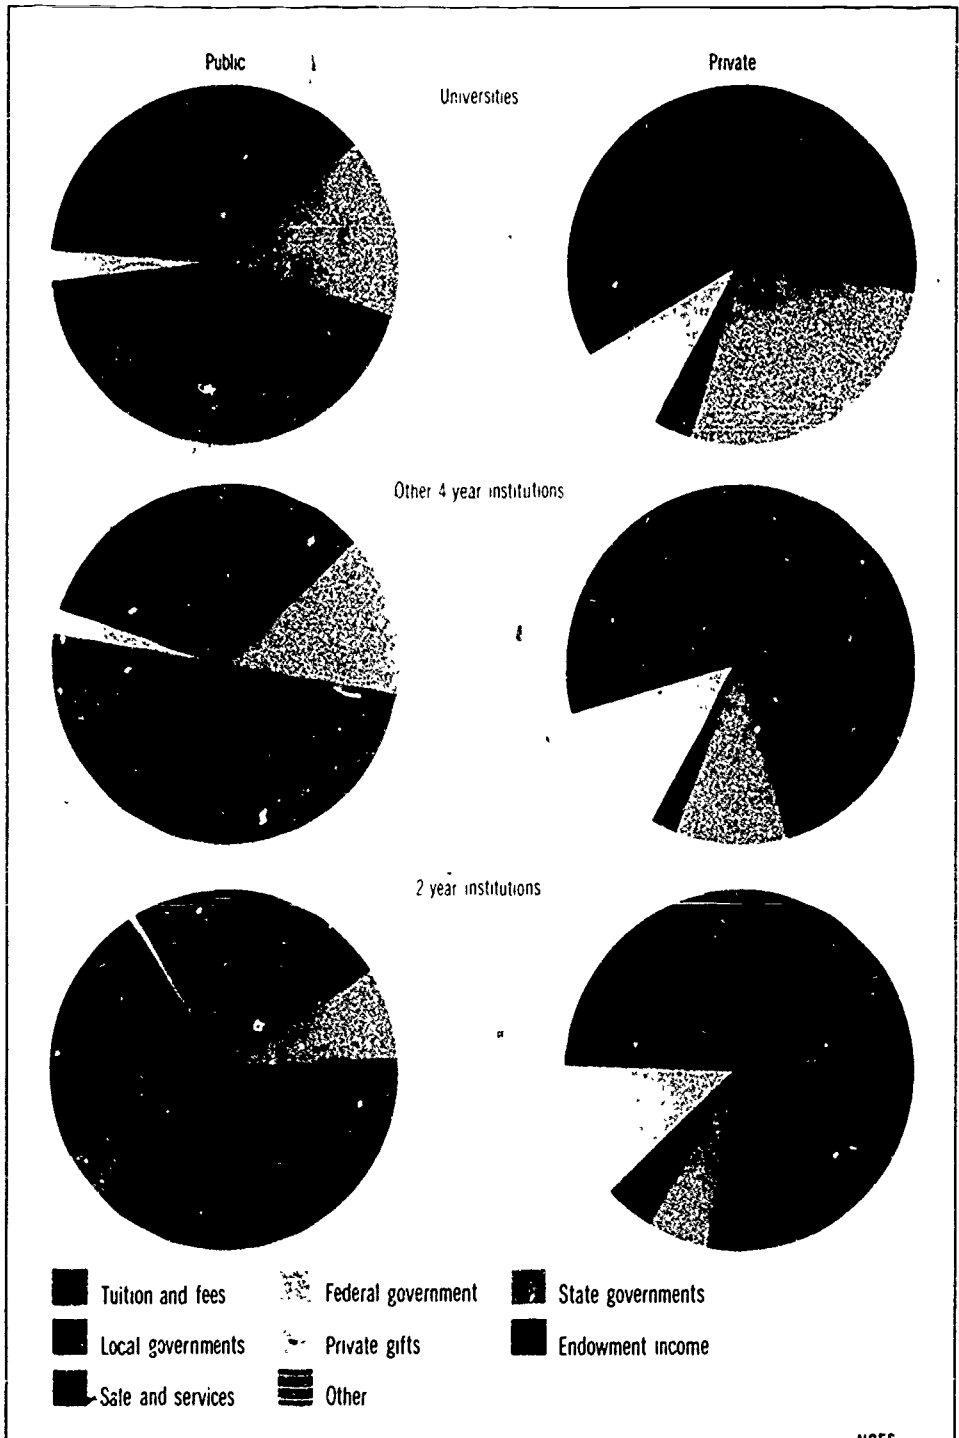 Public Private
Universities
Other 4 year institutions
2 year institutions
Tuition and fees Federal government State governments
Local governments Private gifts Endowment income
Sale and services Other